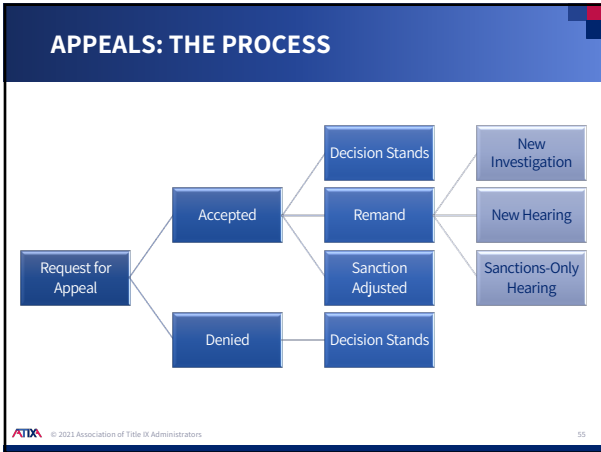 APPEALS: THE PROCESS
Request for
Appeal
Accepted
Denied
Decision Stands
Remand
Sanction
Adjusted
Decision Stands
New
Investigation
New Hearing
Sanctions-Only
Hearing
ATIXA © 2021 Association of Title IX Administrators
55